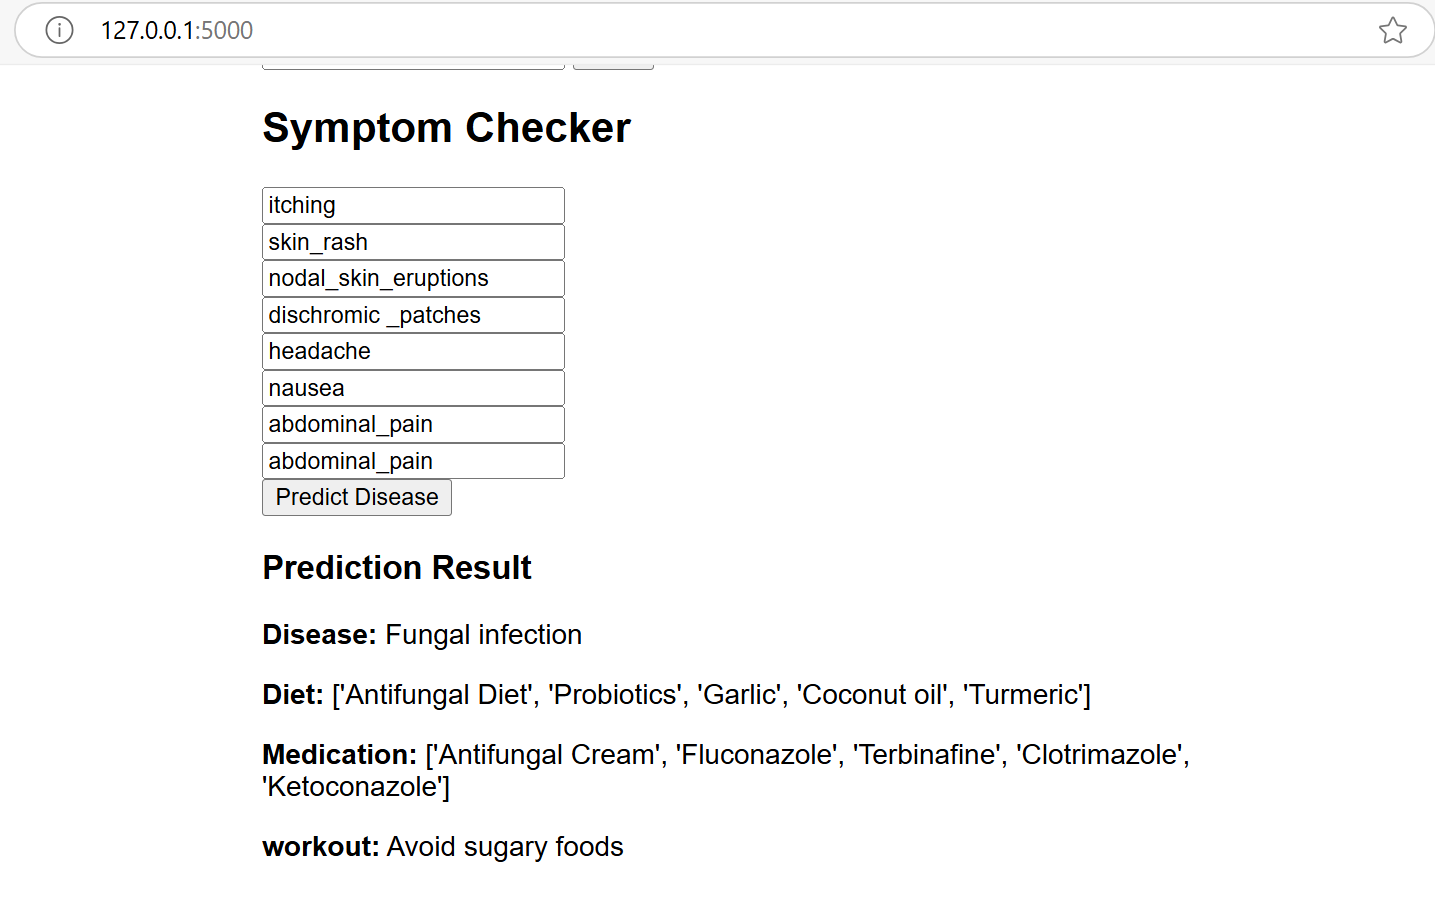 127.0.0.1:5000
Symptom Checker
itching
skin_rash
nodal_skin_eruptions
dischromic _patches
headache
nausea
abdominal_pain
abdominal_pain
Predict Disease
Prediction Result
Disease: Fungal infection
Diet: ['Antifungal Diet', 'Probiotics', 'Garlic', 'Coconut oil', 'Turmeric']
Medication: ['Antifungal Cream', 'Fluconazole', 'Terbinafine', 'Clotrimazole',
'Ketoconazole']
workout: Avoid sugary foods